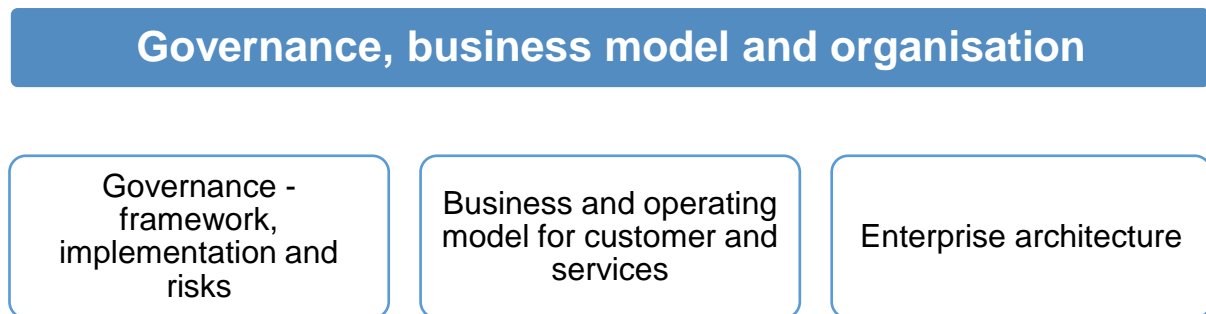 Governance, business model and organisation
Governance -
framework,
implementation and
risks
Business and operating
model for customer and
services
Enterprise architecture